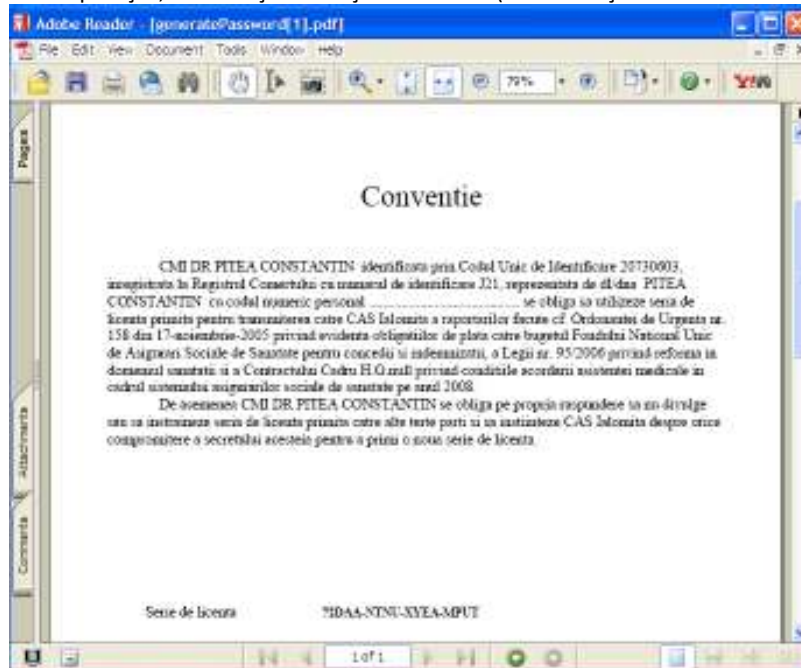 Adobe Reader - [generatePassword[1].pdf]
File Edit View Document Tools Window Help
79%
Pages
Conventie
CMI DR PITEA CONSTANTIN identificata prin Codul Unic de Identificare 20730603,
inregistrata la Registrul Comertului cu numarul de identificare J21, reprezentata de dl/dna PITEA
CONSTANTIN cu codul numeric personal ................................ se obliga sa utilizeze seria de
licenta primita pentru transmiterea catre CAS Ialomita a raportarilor facute cf. Ordonantei de Urgenta nr.
158 din 17-noiembrie-2005 privind evidenta obligatiilor de plata catre bugetul Fondului National Unic
de Asigurari Sociale de Sanatate pentru concedii si indemnizatii, a Legii nr. 95/2006 privind reforma in
domeniul sanatatii si a Contractului Cadru H.G.null privind conditiile acordarii asistentei medicale in
cadrul sistemului asigurarilor sociale de sanatate pe anul 2008.
De asemenea CMI DR PITEA CONSTANTIN se obliga pe propria raspundere sa nu divulge
sau sa instraineze seria de licenta primita catre alte terte parti si sa instiinteze CAS Ialomita despre orice
compromitere a secretului acesteia pentru a primi o noua serie de licenta.
Attachments
Comments
Serie de licenta ?IDAA-NTNU-XYEA-MPUT
1 of 1